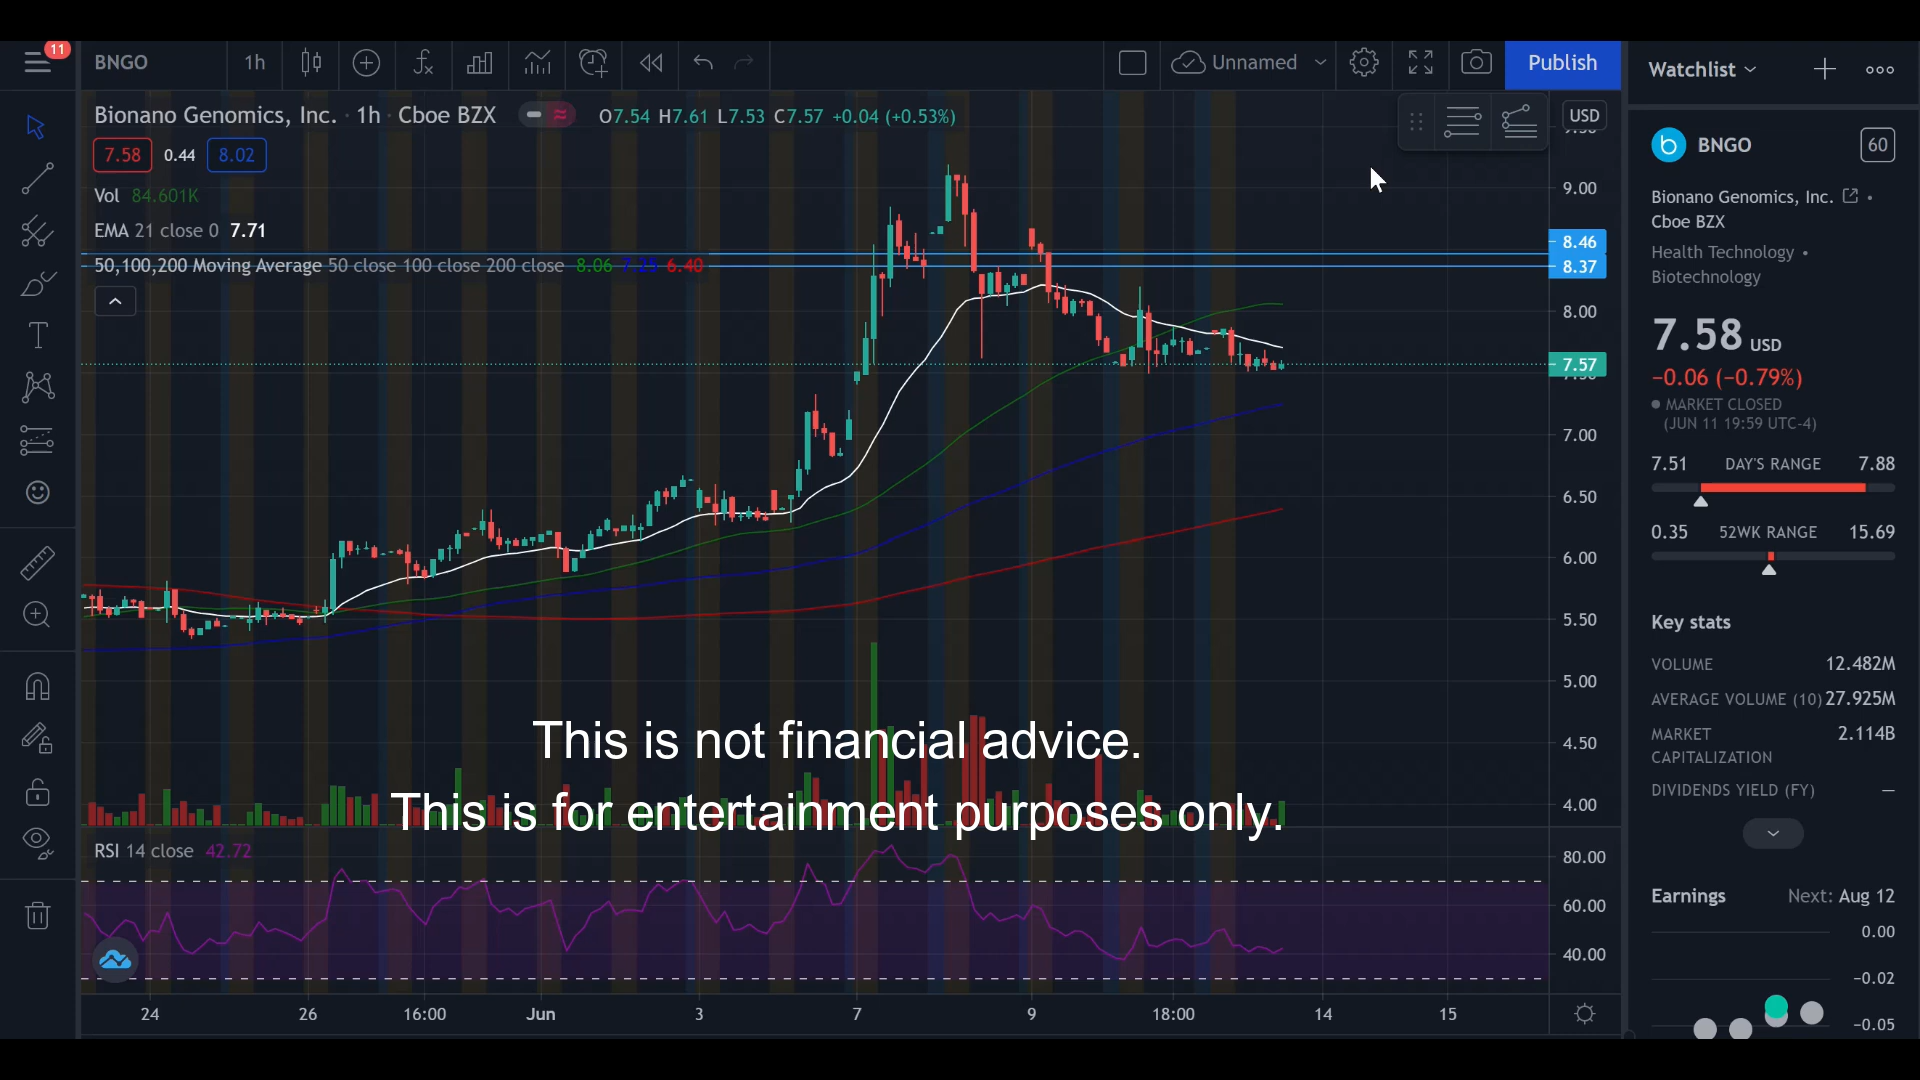 11
BNGO
1h
Unnamed
Publish
Watchlist
Bionano Genomics, Inc. · 1h · Cboe BZX
O7.54 H7.61 L7.53 C7.57 +0.04 (+0.53%)
USD
7.58 0.44 8.02
Vol 84.601K
EMA 21 close 0 7.71
50,100,200 Moving Average 50 close 100 close 200 close 8.06 7.25 6.40
9.50
9.00
8.46
8.37
8.00
7.57
7.50
7.00
6.50
6.00
5.50
5.00
4.50
4.00
This is not financial advice.
This is for entertainment purposes only.
RSI 14 close 42.72
80.00
60.00
40.00
24 26 16:00 Jun 3 7 9 18:00 14 15
BNGO
60
Bionano Genomics, Inc. •
Cboe BZX
Health Technology •
Biotechnology
7.58 USD
−0.06 (−0.79%)
MARKET CLOSED
(JUN 11 19:59 UTC-4)
7.51 DAY'S RANGE 7.88
0.35 52WK RANGE 15.69
Key stats
VOLUME 12.482M
AVERAGE VOLUME (10) 27.925M
MARKET CAPITALIZATION 2.114B
DIVIDENDS YIELD (FY) —
Earnings Next: Aug 12
0.00
−0.02
−0.05